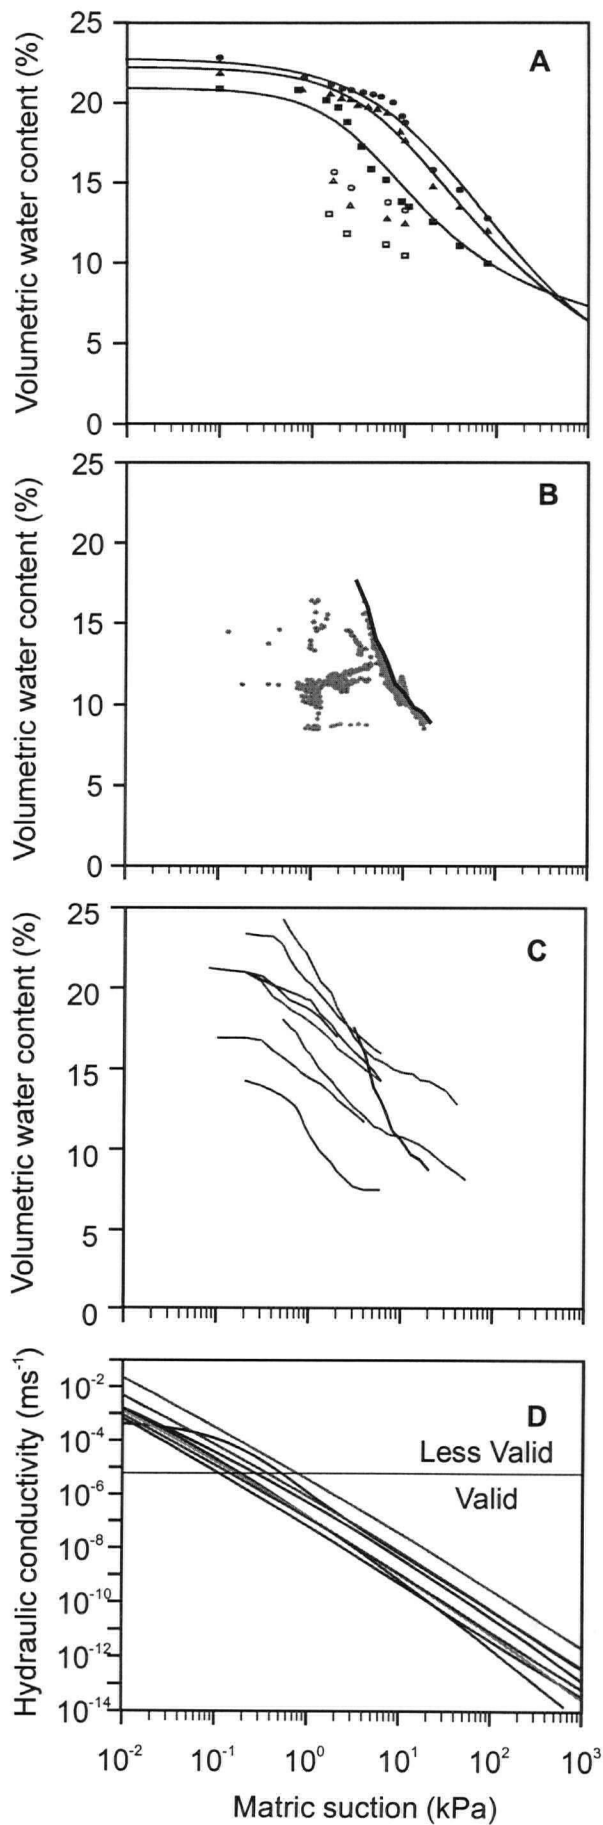 Volumetric water content (%)
25
20
15
10
5
0
A
Volumetric water content (%)
25
20
15
10
5
0
B
Volumetric water content (%)
25
20
15
10
5
0
C
Hydraulic conductivity (ms⁻¹)
10⁻²
10⁻⁴
10⁻⁶
10⁻⁸
10⁻¹⁰
10⁻¹²
10⁻¹⁴
D
Less Valid
Valid
10⁻² 10⁻¹ 10⁰ 10¹ 10² 10³
Matric suction (kPa)